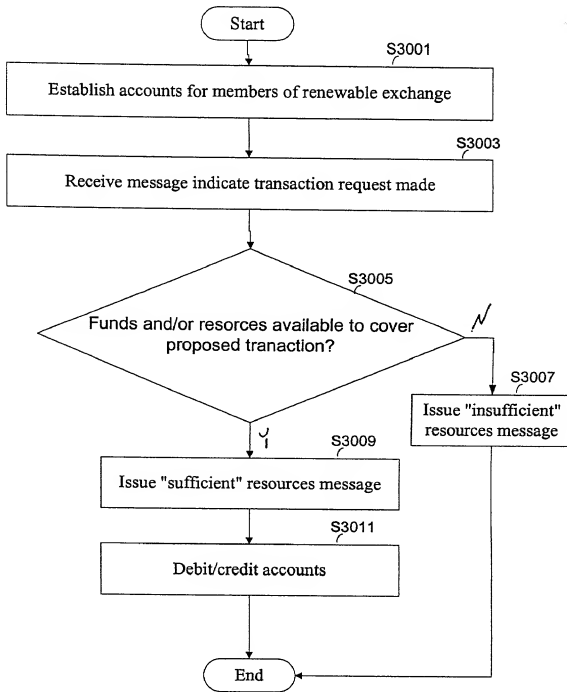 Start
S3001
Establish accounts for members of renewable exchange
S3003
Receive message indicate transaction request made
S3005
Funds and/or resorces available to cover
proposed tranaction?
N
S3007
Issue "insufficient"
resources message
Y
S3009
Issue "sufficient" resources message
S3011
Debit/credit accounts
End